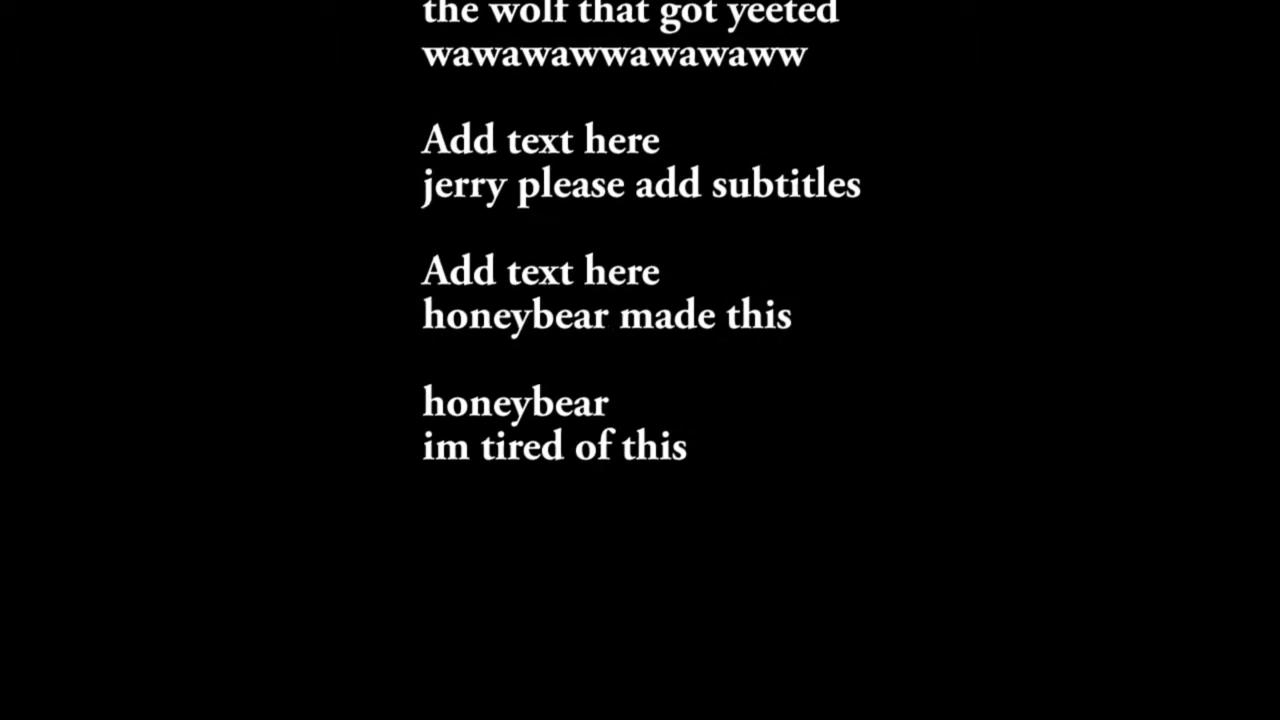 the wolf that got yeeted
wawawawwawawaww
Add text here
jerry please add subtitles
Add text here
honeybear made this
honeybear
im tired of this